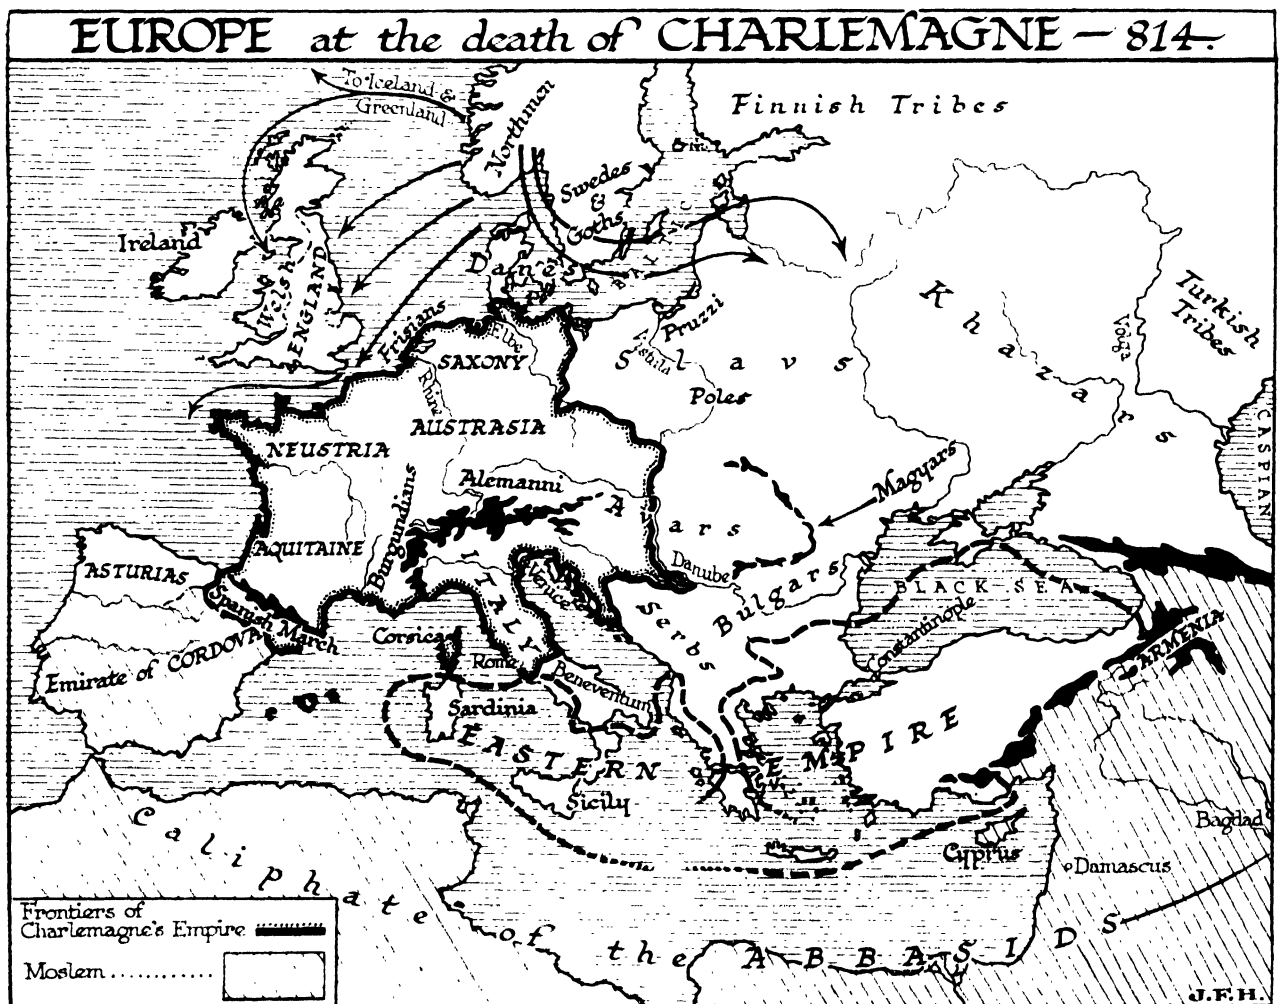 EUROPE at the death of CHARLEMAGNE — 814.
To Iceland &
Greenland
Northmen
Finnish Tribes
Swedes
&
Goths
Ireland
BALTIC
Danes
Welsh
ENGLAND
Khazars
Turkish
Tribes
Volga
Frisians
Elbe
Pruzzi
Vistula
SAXONY
Slavs
Rhine
Poles
AUSTRASIA
NEUSTRIA
CASPIAN
Magyars
Alemanni
Avars
Burgundians
AQUITAINE
ASTURIAS
ITALY
Venice
Danube
Bulgars
BLACK SEA
Spanish March
Serbs
Constantinople
ARMENIA
Emirate of CORDOVA
Corsica
Rome
Beneventum
Sardinia
EASTERN EMPIRE
Sicily
Caliphate of the ABBASIDS
Cyprus
Bagdad
Damascus
Frontiers of
Charlemagne's Empire
Moslem ............
J.F.H.